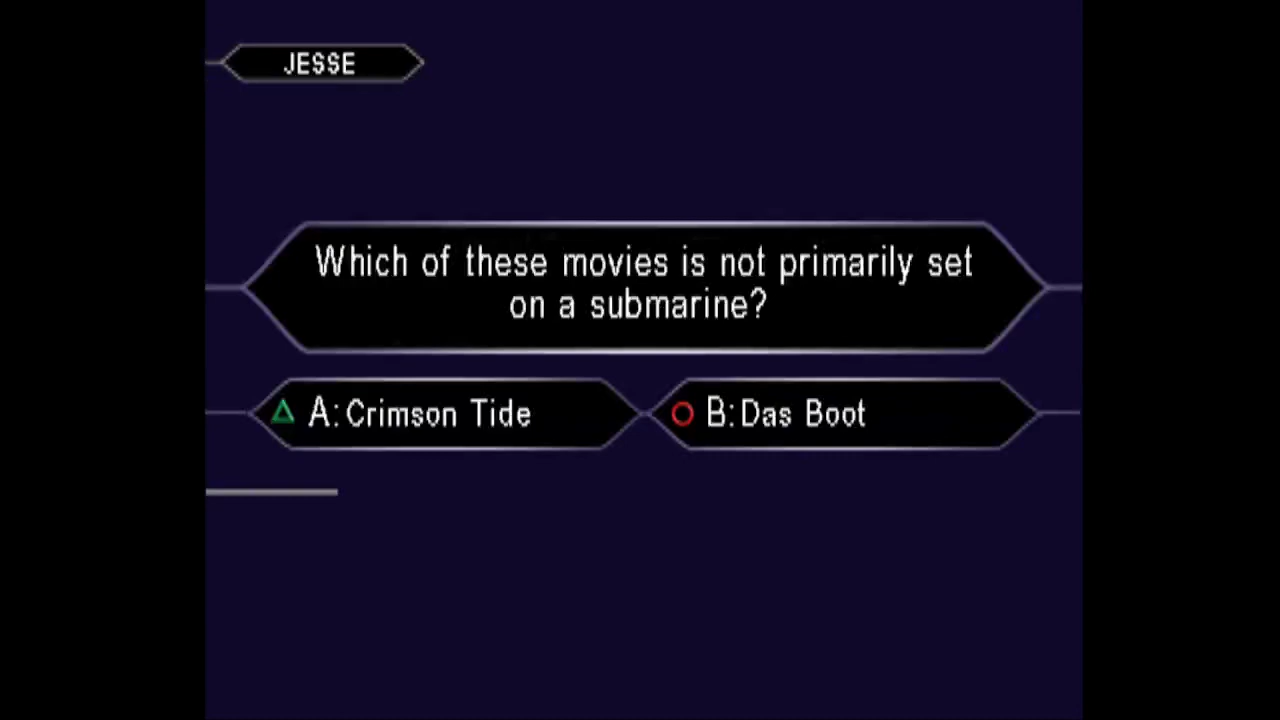 JESSE
Which of these movies is not primarily set
on a submarine?
A: Crimson Tide
B: Das Boot